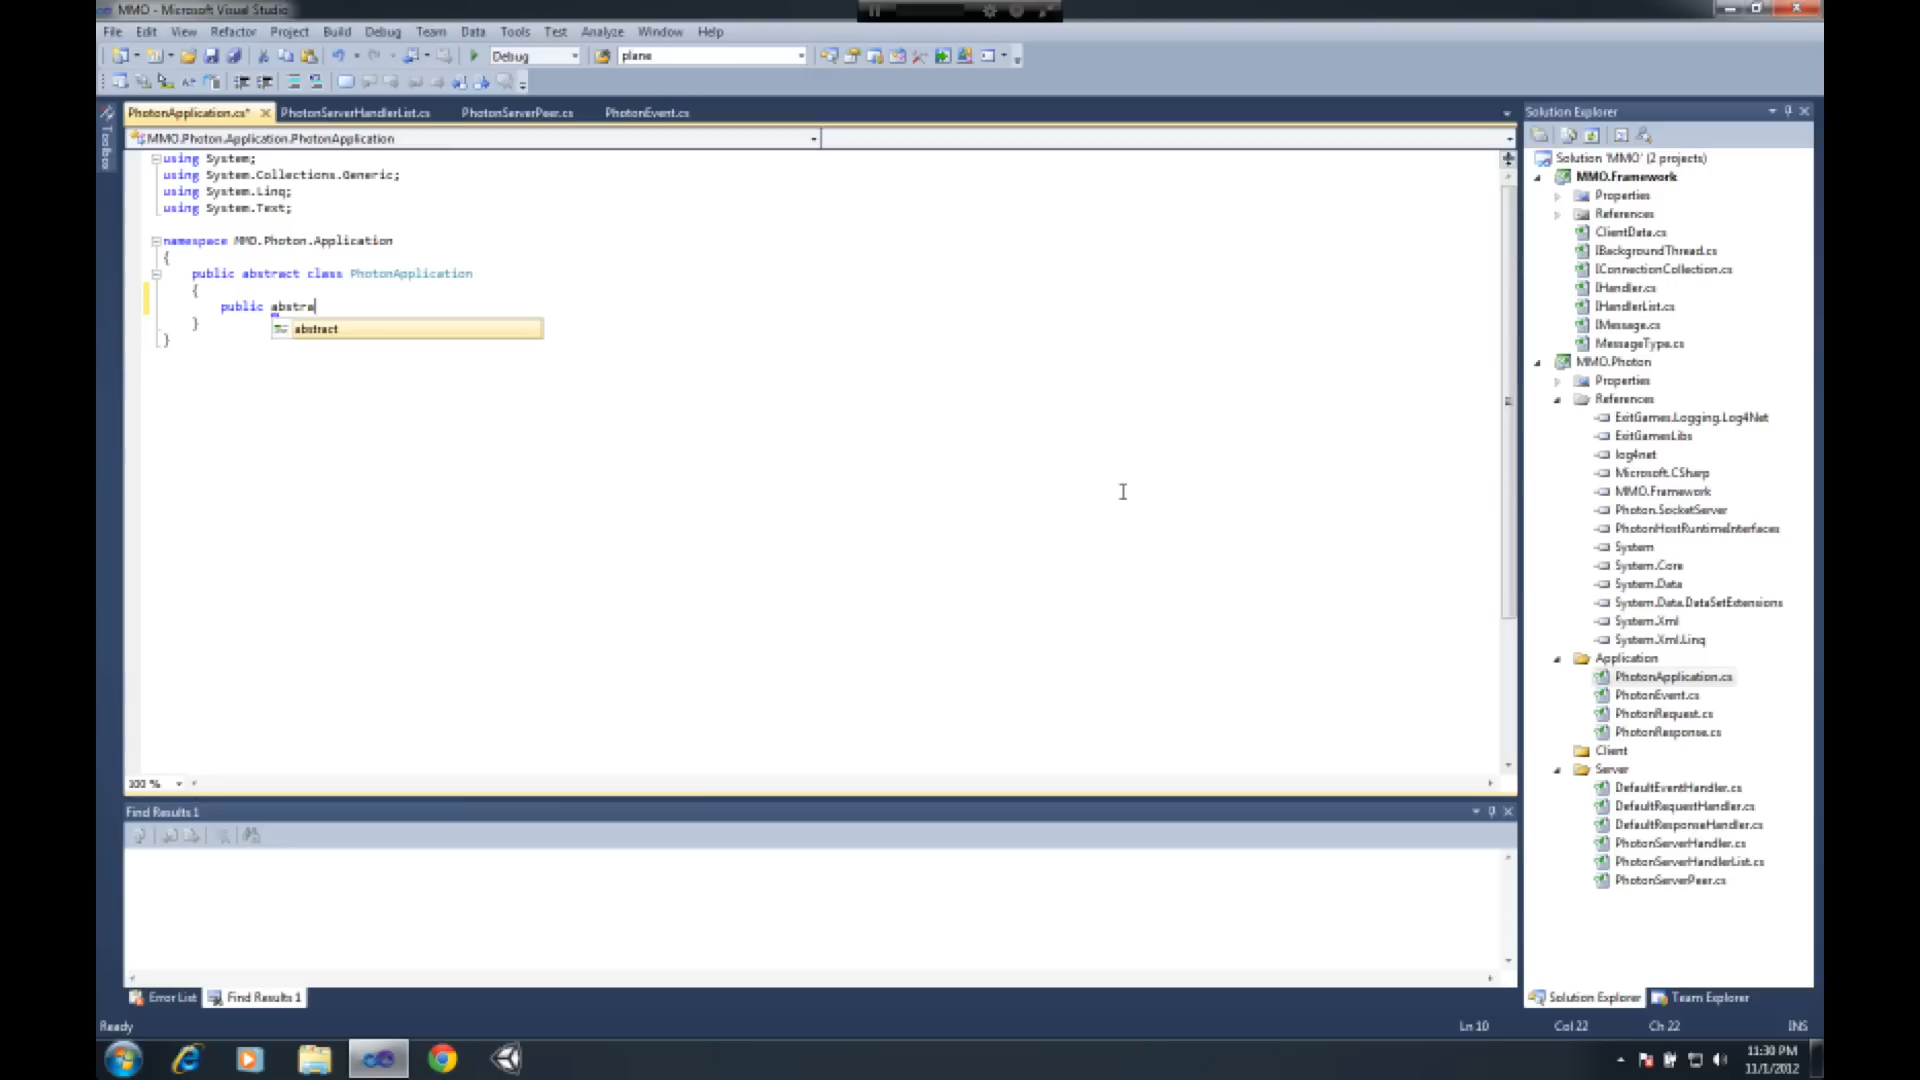 MMO - Microsoft Visual Studio
File Edit View Refactor Project Build Debug Team Data Tools Test Analyze Window Help
Debug plane
PhotonApplication.cs* PhotonServerHandlerList.cs PhotonServerPeer.cs PhotonEvent.cs
Toolbox
MMO.Photon.Application.PhotonApplication
using System;
using System.Collections.Generic;
using System.Linq;
using System.Text;
namespace MMO.Photon.Application
{
public abstract class PhotonApplication
{
public abstra
abstract
}
}
100 %
Find Results 1
Error List Find Results 1
Solution Explorer
Solution 'MMO' (2 projects)
MMO.Framework
Properties
References
ClientData.cs
IBackgroundThread.cs
IConnectionCollection.cs
IHandler.cs
IHandlerList.cs
IMessage.cs
MessageType.cs
MMO.Photon
Properties
References
ExitGames.Logging.Log4Net
ExitGamesLibs
log4net
Microsoft.CSharp
MMO.Framework
Photon.SocketServer
PhotonHostRuntimeInterfaces
System
System.Core
System.Data
System.Data.DataSetExtensions
System.Xml
System.Xml.Linq
Application
PhotonApplication.cs
PhotonEvent.cs
PhotonRequest.cs
PhotonResponse.cs
Client
Server
DefaultEventHandler.cs
DefaultRequestHandler.cs
DefaultResponseHandler.cs
PhotonServerHandler.cs
PhotonServerHandlerList.cs
PhotonServerPeer.cs
Solution Explorer Team Explorer
Ready Ln 10 Col 22 Ch 22 INS
11:30 PM
11/1/2012